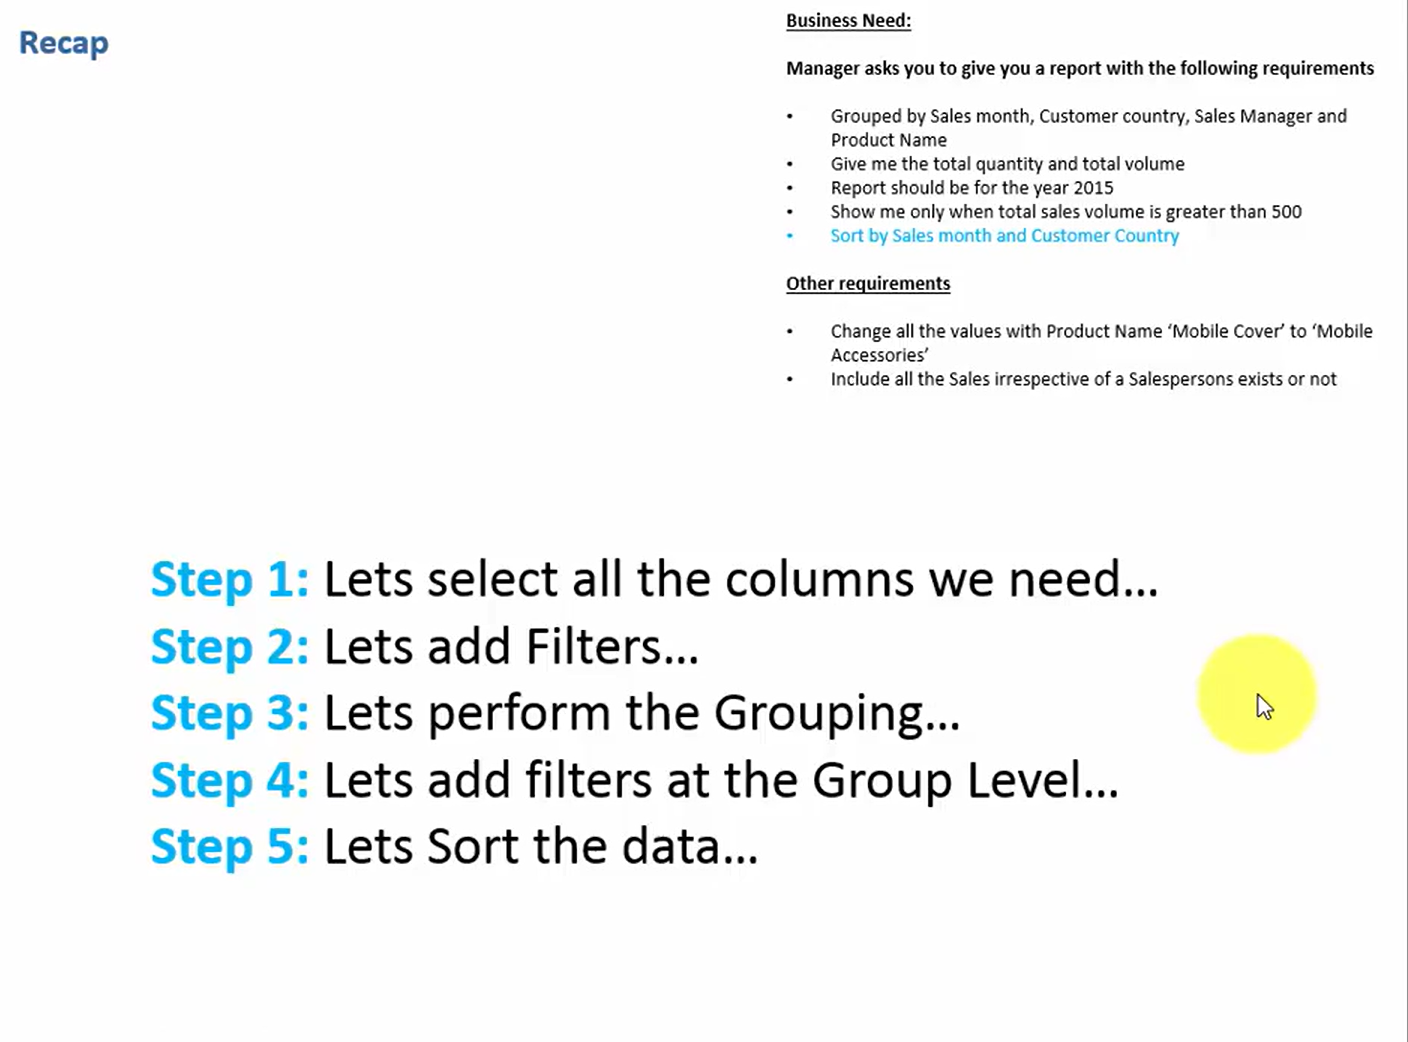 Recap
Business Need:
Manager asks you to give you a report with the following requirements
• Grouped by Sales month, Customer country, Sales Manager and
Product Name
• Give me the total quantity and total volume
• Report should be for the year 2015
• Show me only when total sales volume is greater than 500
• Sort by Sales month and Customer Country
Other requirements
• Change all the values with Product Name ‘Mobile Cover’ to ‘Mobile
Accessories’
• Include all the Sales irrespective of a Salespersons exists or not
Step 1: Lets select all the columns we need...
Step 2: Lets add Filters...
Step 3: Lets perform the Grouping...
Step 4: Lets add filters at the Group Level...
Step 5: Lets Sort the data...